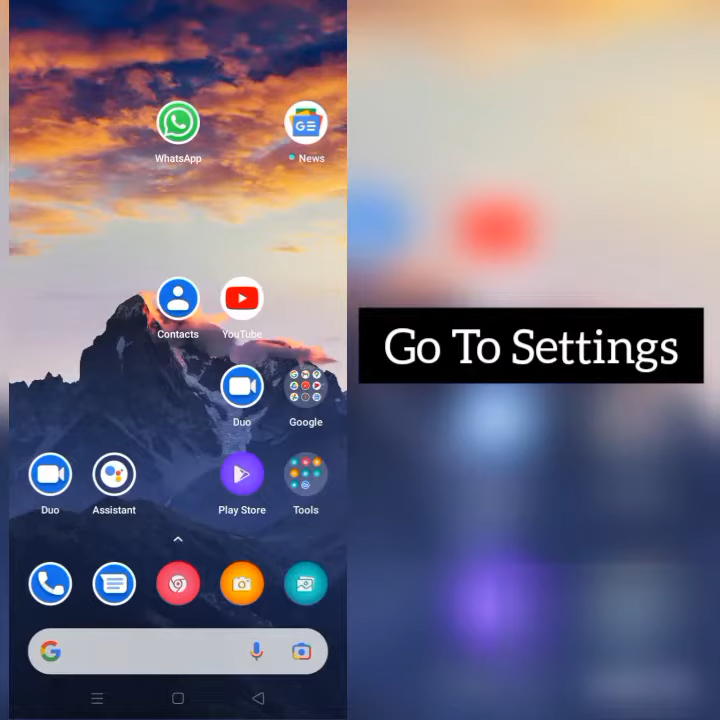 WhatsApp
News
Contacts
YouTube
Duo
Google
Duo
Assistant
Play Store
Tools
Go To Settings